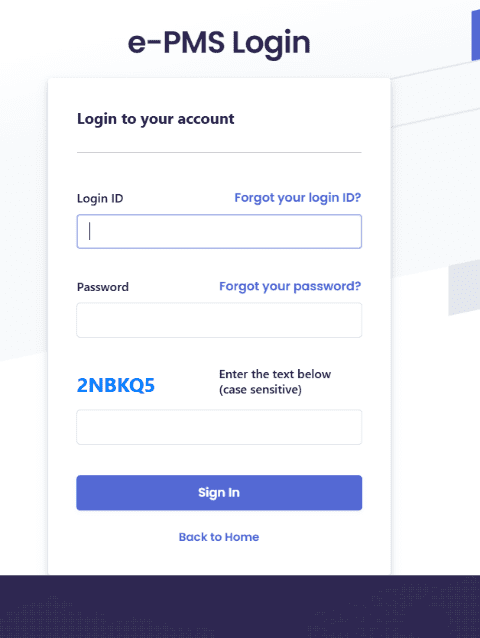 e-PMS Login
Login to your account
Login ID
Forgot your login ID?
Password
Forgot your password?
2NBKQ5
Enter the text below
(case sensitive)
Sign In
Back to Home